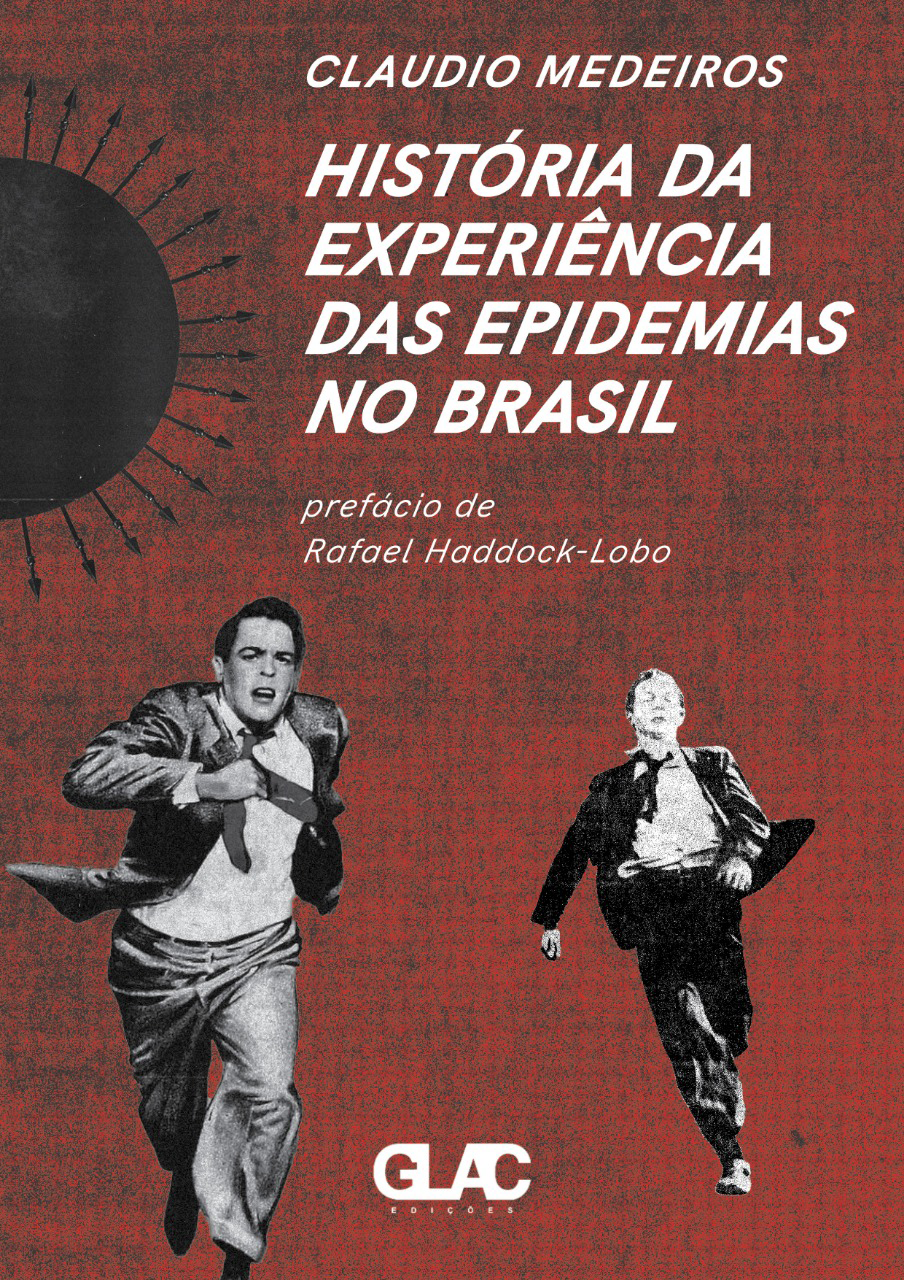 CLAUDIO MEDEIROS
HISTÓRIA DA
EXPERIÊNCIA
DAS EPIDEMIAS
NO BRASIL
prefácio de
Rafael Haddock-Lobo
GLAC
EDIÇÕES